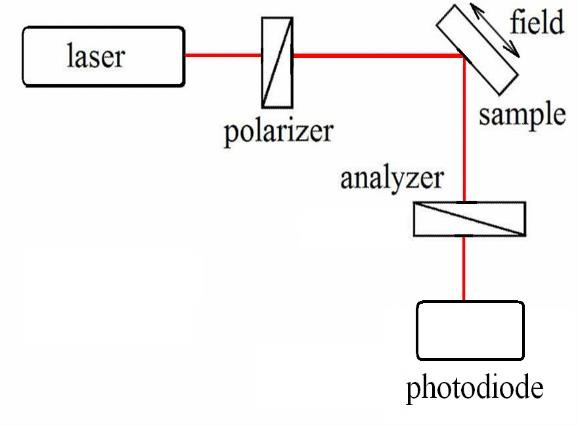 laser
polarizer
field
sample
analyzer
photodiode